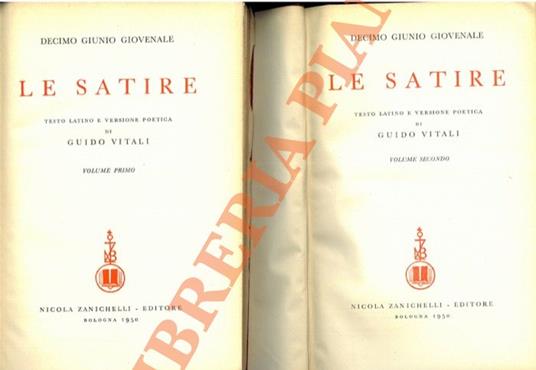 DECIMO GIUNIO GIOVENALE
LE SATIRE
TESTO LATINO E VERSIONE POETICA
DI
GUIDO VITALI
VOLUME PRIMO
NICOLA ZANICHELLI - EDITORE
BOLOGNA 1950
DECIMO GIUNIO GIOVENALE
LE SATIRE
TESTO LATINO E VERSIONE POETICA
DI
GUIDO VITALI
VOLUME SECONDO
NICOLA ZANICHELLI - EDITORE
BOLOGNA 1950
LIBRERIA PIANI